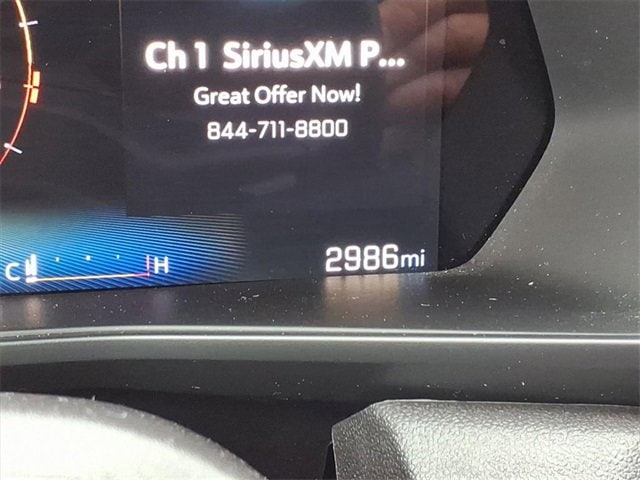 Ch 1 SiriusXM P...
Great Offer Now!
844-711-8800
2986mi
C H